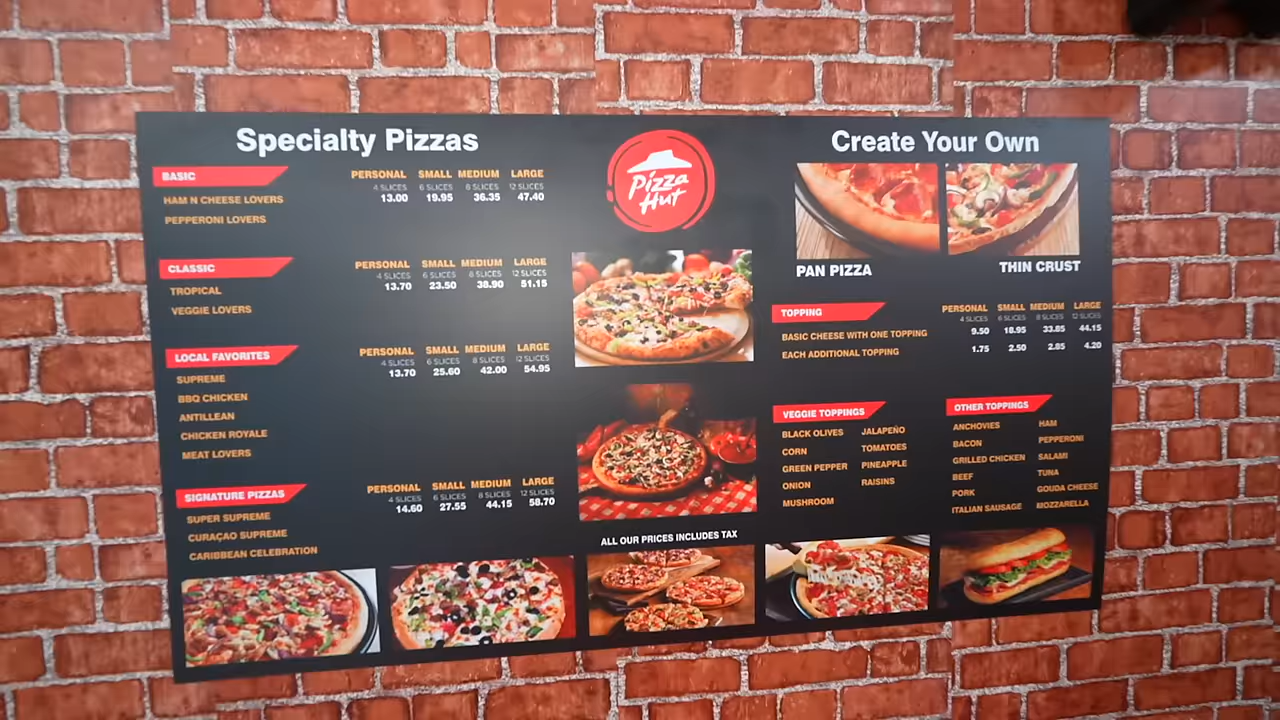 Specialty Pizzas
BASIC
PERSONAL SMALL MEDIUM LARGE
4 SLICES 6 SLICES 8 SLICES 12 SLICES
HAM N CHEESE LOVERS 13.00 19.95 36.35 47.40
PEPPERONI LOVERS
CLASSIC
PERSONAL SMALL MEDIUM LARGE
4 SLICES 6 SLICES 8 SLICES 12 SLICES
TROPICAL 13.70 23.50 38.90 51.15
VEGGIE LOVERS
LOCAL FAVORITES
PERSONAL SMALL MEDIUM LARGE
4 SLICES 6 SLICES 8 SLICES 12 SLICES
SUPREME 13.70 25.60 42.00 54.95
BBQ CHICKEN
ANTILLEAN
CHICKEN ROYALE
MEAT LOVERS
SIGNATURE PIZZAS
PERSONAL SMALL MEDIUM LARGE
4 SLICES 6 SLICES 8 SLICES 12 SLICES
SUPER SUPREME 14.60 27.55 44.15 58.70
CURAÇAO SUPREME
CARIBBEAN CELEBRATION
Pizza
Hut
ALL OUR PRICES INCLUDES TAX
Create Your Own
PAN PIZZA
THIN CRUST
TOPPING
PERSONAL SMALL MEDIUM LARGE
4 SLICES 6 SLICES 8 SLICES 12 SLICES
BASIC CHEESE WITH ONE TOPPING 9.50 18.95 33.85 44.15
EACH ADDITIONAL TOPPING 1.75 2.50 2.85 4.20
VEGGIE TOPPINGS
BLACK OLIVES JALAPEÑO
CORN TOMATOES
GREEN PEPPER PINEAPPLE
ONION RAISINS
MUSHROOM
OTHER TOPPINGS
ANCHOVIES HAM
BACON PEPPERONI
GRILLED CHICKEN SALAMI
BEEF TUNA
PORK GOUDA CHEESE
ITALIAN SAUSAGE MOZZARELLA